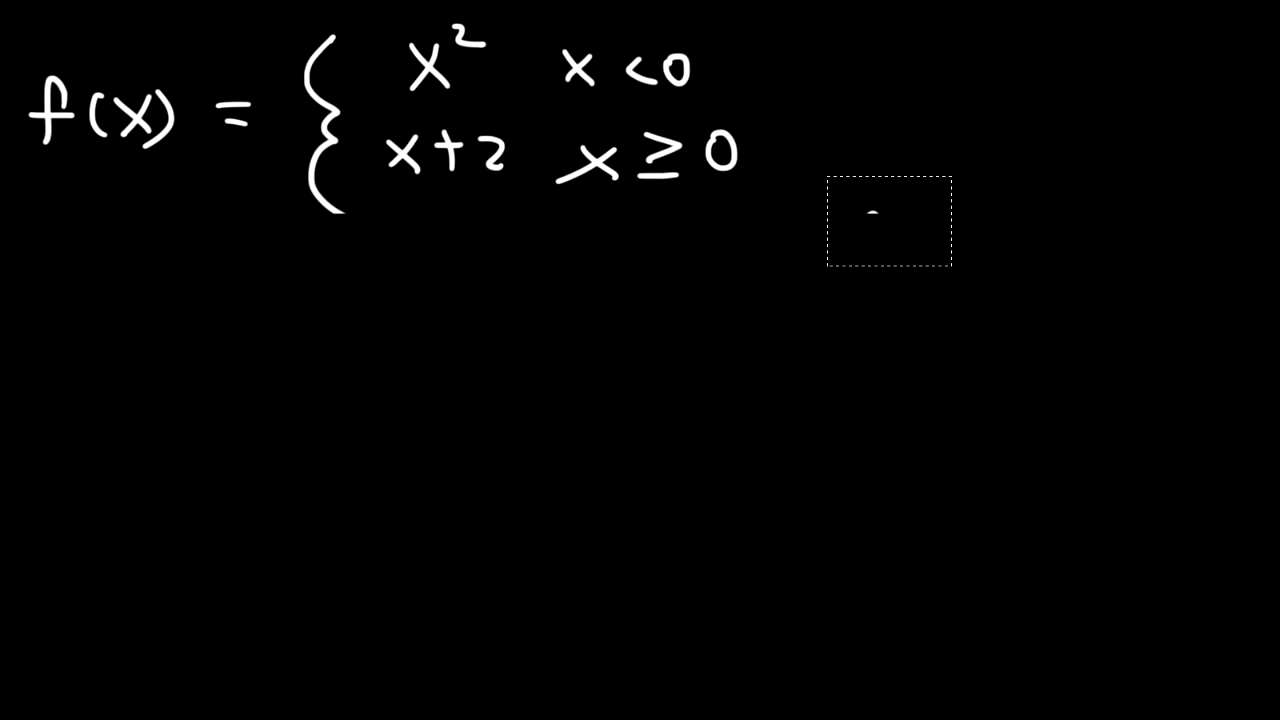 f(x) = { x² x < 0
x + 2 x ≥ 0